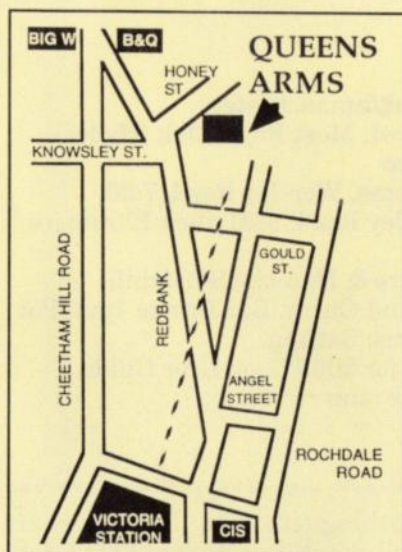 BIG W
B&Q
QUEENS
ARMS
HONEY
ST
KNOWSLEY ST.
CHEETHAM HILL ROAD
REDBANK
GOULD
ST.
ANGEL
STREET
ROCHDALE
ROAD
VICTORIA
STATION
CIS